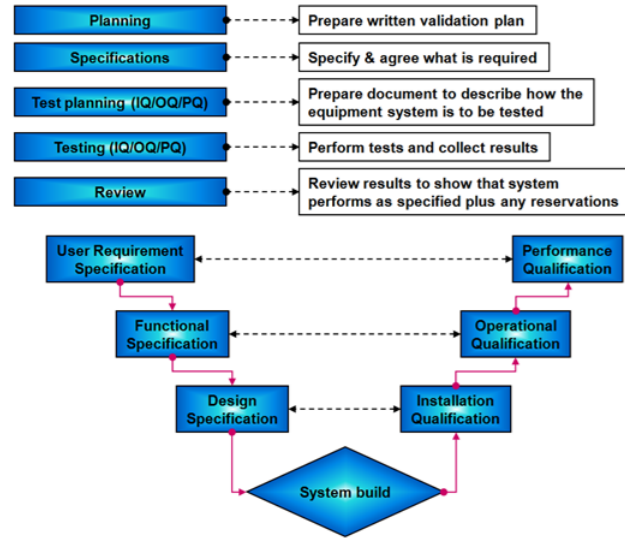 Planning
Prepare written validation plan
Specifications
Specify & agree what is required
Test planning (IQ/OQ/PQ)
Prepare document to describe how the
equipment system is to be tested
Testing (IQ/OQ/PQ)
Perform tests and collect results
Review
Review results to show that system
performs as specified plus any reservations
User Requirement
Specification
Performance
Qualification
Functional
Specification
Operational
Qualification
Design
Specification
Installation
Qualification
System build